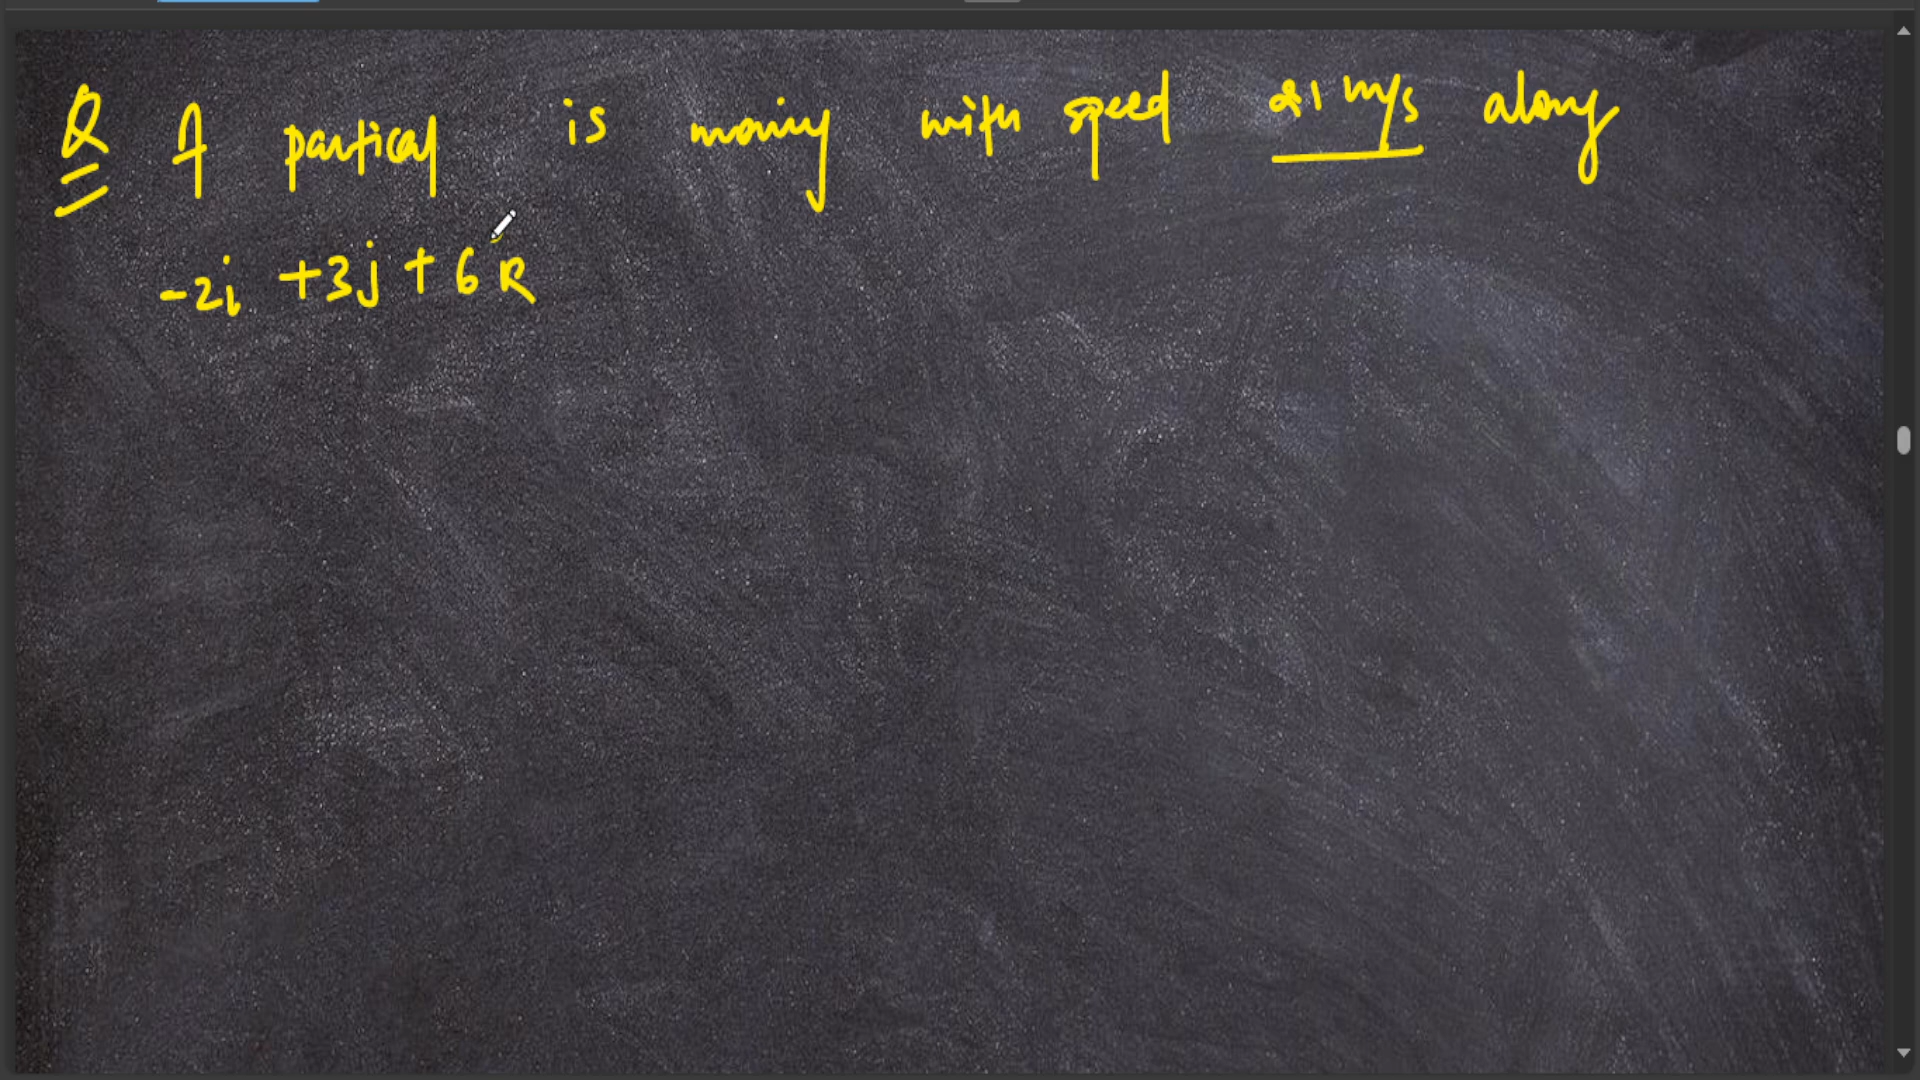 Q A partical is moving with speed 21 m/s along
-2i +3j + 6k